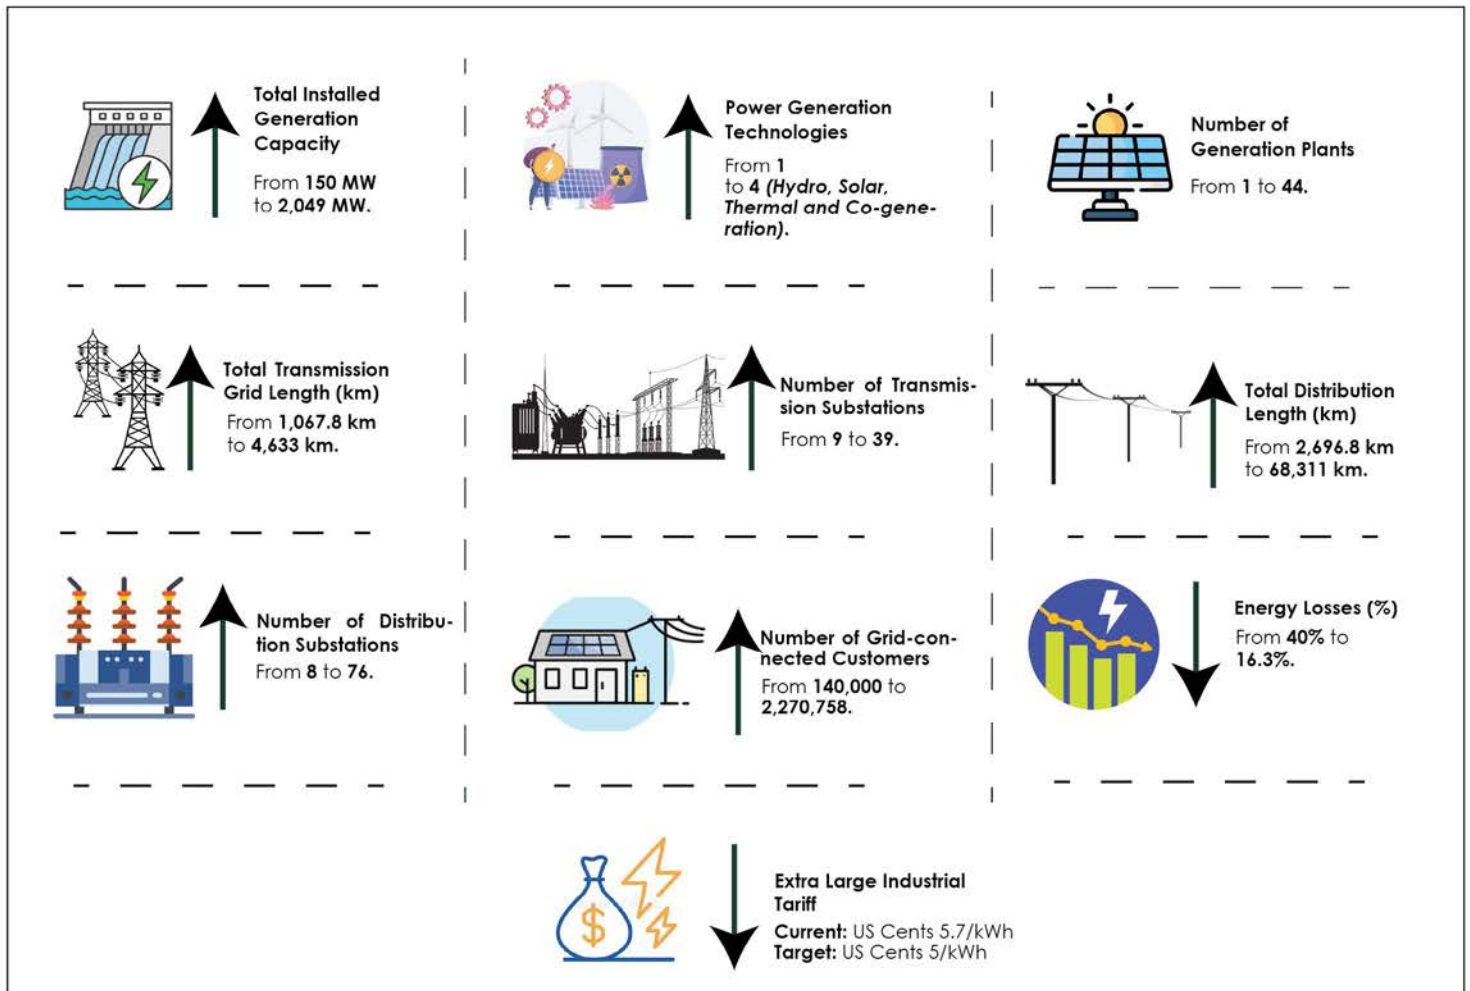 Total Installed
Generation
Capacity
From 150 MW
to 2,049 MW.
Power Generation
Technologies
From 1
to 4 (Hydro, Solar,
Thermal and Co-gene-
ration).
Number of
Generation Plants
From 1 to 44.
Total Transmission
Grid Length (km)
From 1,067.8 km
to 4,633 km.
Number of Transmis-
sion Substations
From 9 to 39.
Total Distribution
Length (km)
From 2,696.8 km
to 68,311 km.
Number of Distribu-
tion Substations
From 8 to 76.
Number of Grid-con-
nected Customers
From 140,000 to
2,270,758.
Energy Losses (%)
From 40% to
16.3%.
$
Extra Large Industrial
Tariff
Current: US Cents 5.7/kWh
Target: US Cents 5/kWh